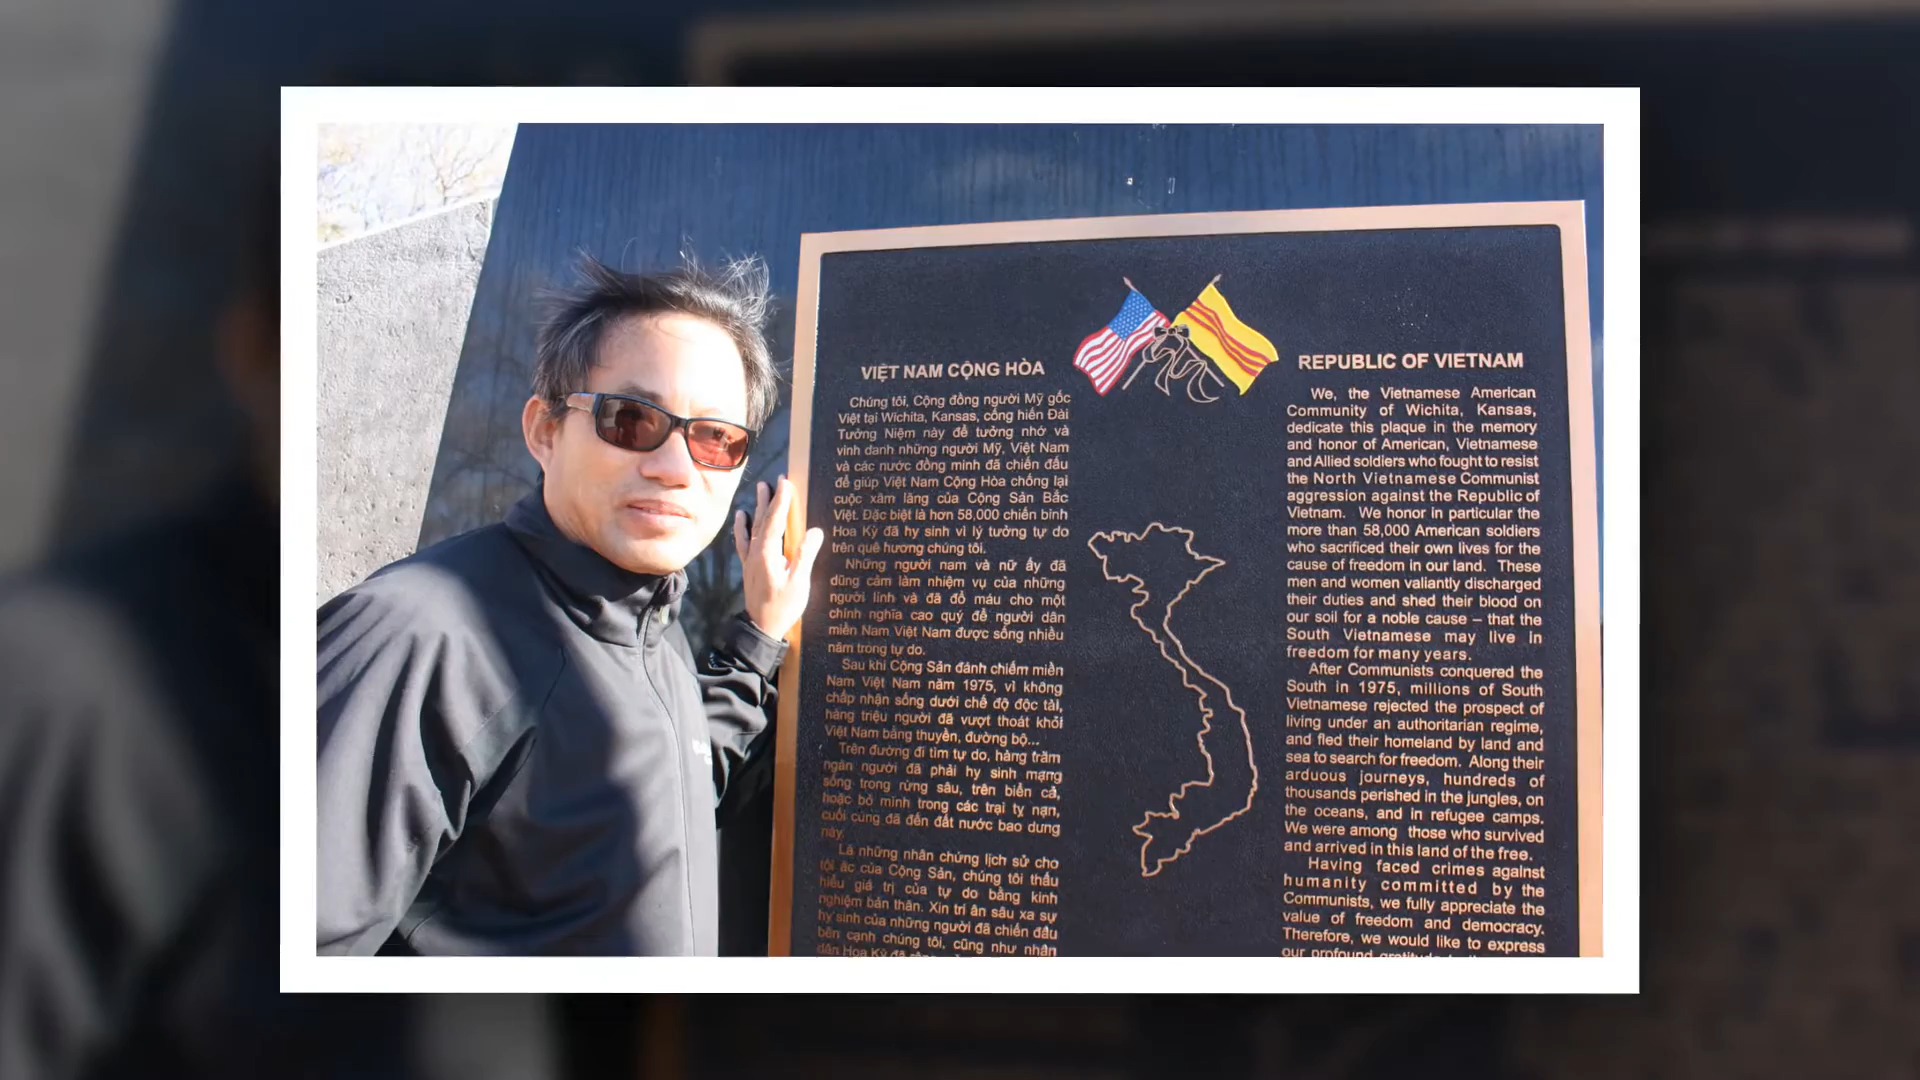 VIỆT NAM CỘNG HÒA
Chúng tôi, Cộng đồng người Mỹ gốc
Việt tại Wichita, Kansas, cống hiến Đài
Tưởng Niệm này để tưởng nhớ và
vinh danh những người Mỹ, Việt Nam
và các nước đồng minh đã chiến đấu
để giúp Việt Nam Cộng Hòa chống lại
cuộc xâm lăng của Cộng Sản Bắc
Việt. Đặc biệt là hơn 58,000 chiến binh
Hoa Kỳ đã hy sinh vì lý tưởng tự do
trên quê hương chúng tôi.
Những người nam và nữ ấy đã
dũng cảm làm nhiệm vụ của những
người lính và đã đổ máu cho một
chính nghĩa cao quý để người dân
miền Nam Việt Nam được sống nhiều
năm trong tự do.
Sau khi Cộng Sản đánh chiếm miền
Nam Việt Nam năm 1975, vì không
chấp nhận sống dưới chế độ độc tài,
hàng triệu người đã vượt thoát khỏi
Việt Nam bằng thuyền, đường bộ...
Trên đường đi tìm tự do, hàng trăm
ngàn người đã phải hy sinh mạng
sống trong rừng sâu, trên biển cả,
hoặc bỏ mình trong các trại tỵ nạn,
cuối cùng đã đến đất nước bao dung
này.
Là những nhân chứng lịch sử cho
tội ác của Cộng Sản, chúng tôi thấu
hiểu giá trị của tự do bằng kinh
nghiệm bản thân. Xin tri ân sâu xa sự
hy sinh của những người đã chiến đấu
bên cạnh chúng tôi, cũng như nhân
dân Hoa Kỳ đã
REPUBLIC OF VIETNAM
We, the Vietnamese American
Community of Wichita, Kansas,
dedicate this plaque in the memory
and honor of American, Vietnamese
and Allied soldiers who fought to resist
the North Vietnamese Communist
aggression against the Republic of
Vietnam. We honor in particular the
more than 58,000 American soldiers
who sacrificed their own lives for the
cause of freedom in our land. These
men and women valiantly discharged
their duties and shed their blood on
our soil for a noble cause – that the
South Vietnamese may live in
freedom for many years.
After Communists conquered the
South in 1975, millions of South
Vietnamese rejected the prospect of
living under an authoritarian regime,
and fled their homeland by land and
sea to search for freedom. Along their
arduous journeys, hundreds of
thousands perished in the jungles, on
the oceans, and in refugee camps.
We were among those who survived
and arrived in this land of the free.
Having faced crimes against
humanity committed by the
Communists, we fully appreciate the
value of freedom and democracy.
Therefore, we would like to express
our profound gratitude